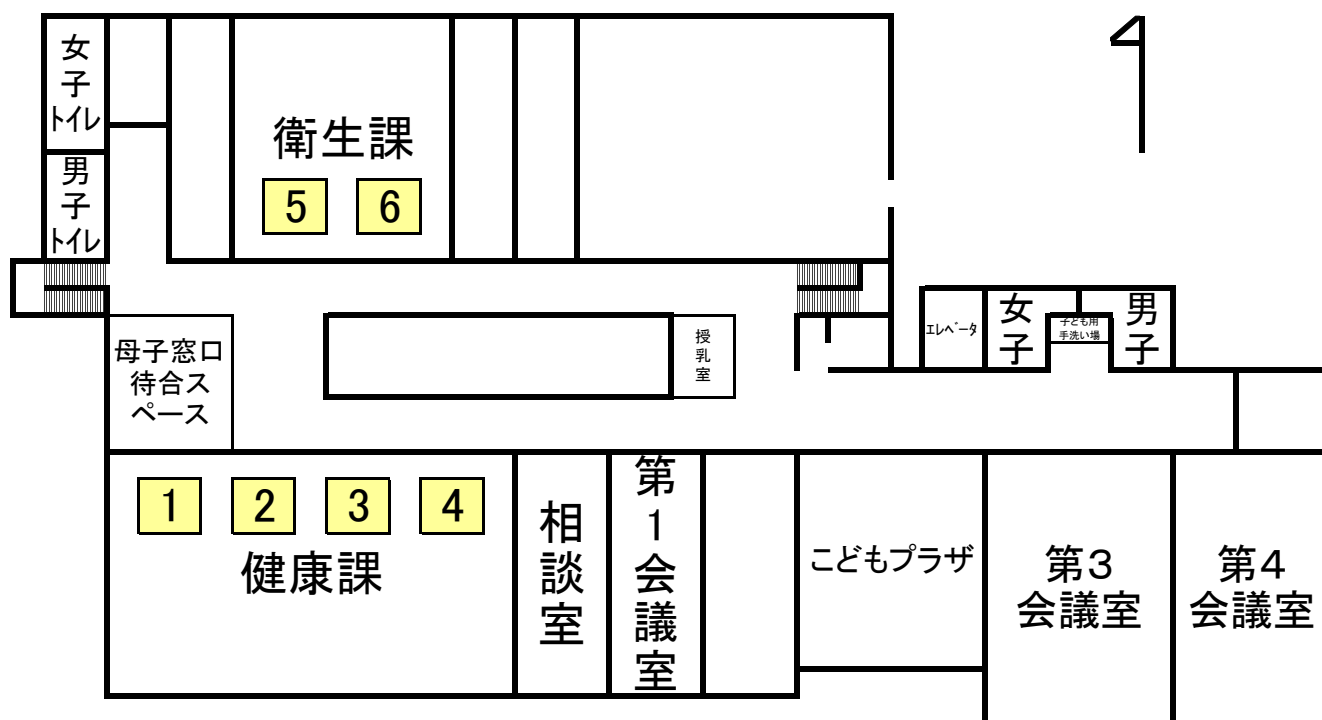 女子トイレ
男子トイレ
衛生課
5
6
エレベータ
女子
子ども用
手洗い場
男子
母子窓口
待合ス
ペース
授乳室
1
2
3
4
健康課
相談室
第1会議室
こどもプラザ
第3
会議室
第4
会議室